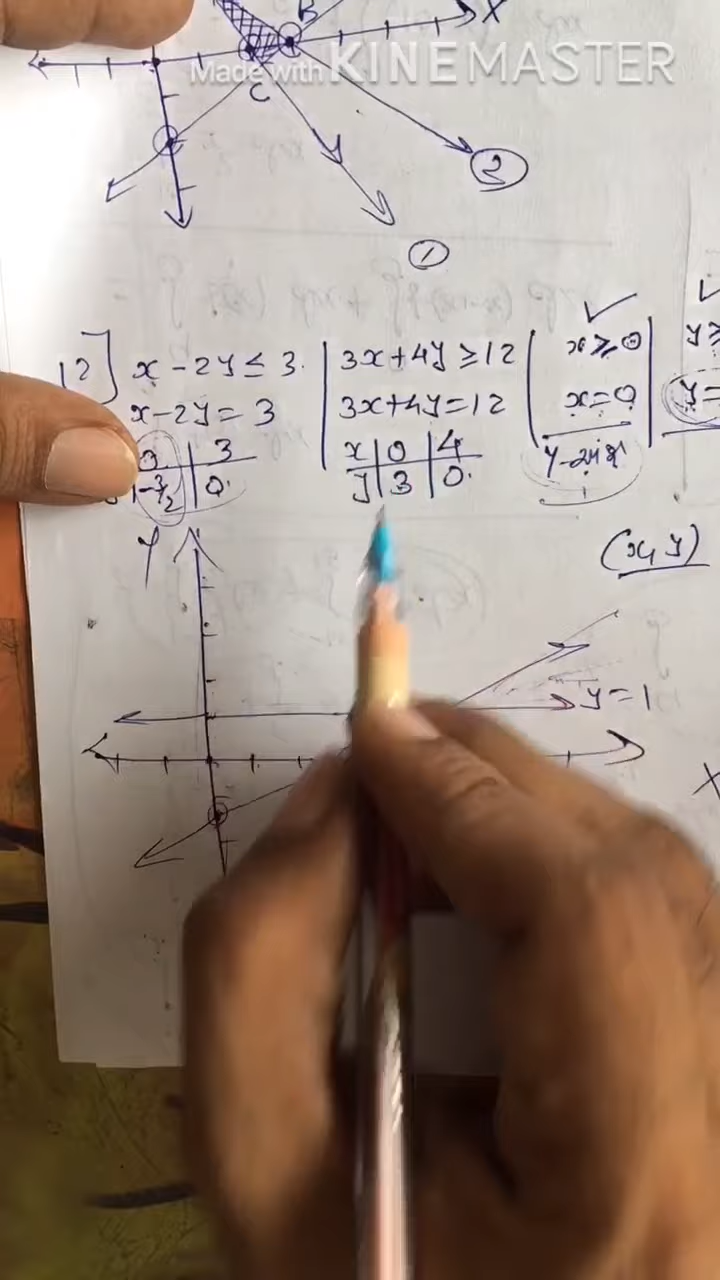 B
X
Made with KINEMASTER
C
2
1
12] x - 2y ≤ 3 | 3x+4y ≥ 12 | x ≥ 0 | y ≥
x - 2y = 3 | 3x+4y = 12 | x = 0 | y =
0 | 3 x | 0 | 4
-3/2 | 0 y | 3 | 0
Y
(x, y)
y = 1
X